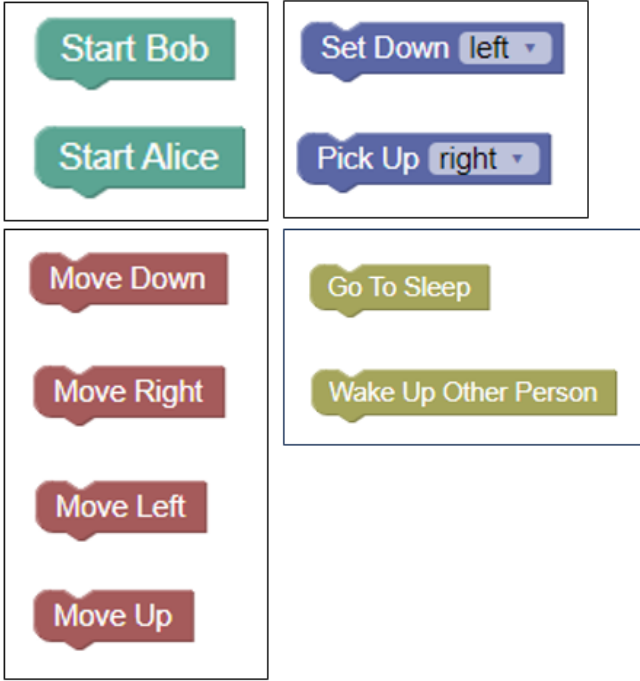 Start Bob
Start Alice
Set Down left
Pick Up right
Move Down
Move Right
Move Left
Move Up
Go To Sleep
Wake Up Other Person